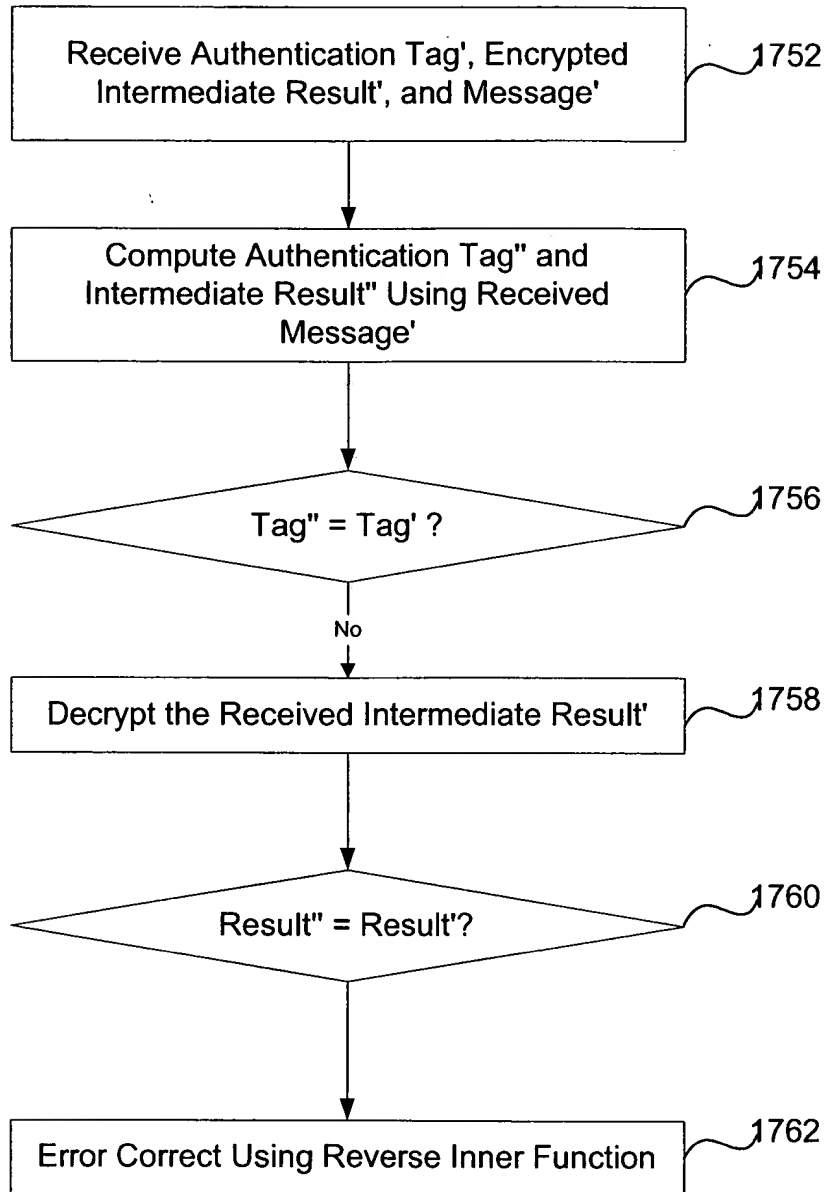 Receive Authentication Tag', Encrypted
Intermediate Result', and Message'
1752
Compute Authentication Tag" and
Intermediate Result" Using Received
Message'
1754
Tag" = Tag' ?
1756
No
Decrypt the Received Intermediate Result'
1758
Result" = Result'?
1760
Error Correct Using Reverse Inner Function
1762